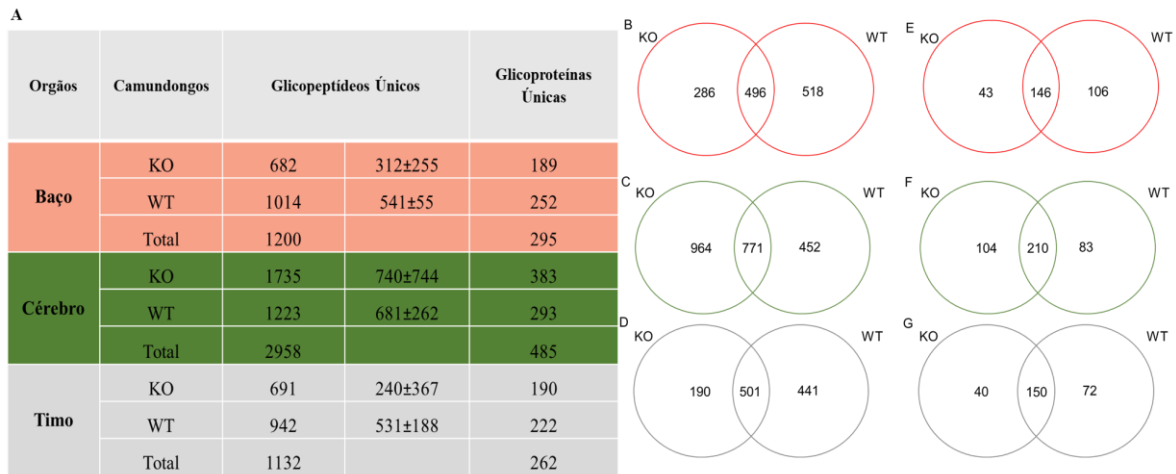 A
Orgãos Camundongos Glicopeptídeos Únicos Glicoproteínas Únicas
Baço
KO 682 312±255 189
WT 1014 541±55 252
Total 1200 295
Cérebro
KO 1735 740±744 383
WT 1223 681±262 293
Total 2958 485
Timo
KO 691 240±367 190
WT 942 531±188 222
Total 1132 262
B
KO WT
286 496 518
E
KO WT
43 146 106
C
KO WT
964 771 452
F
KO WT
104 210 83
D
KO WT
190 501 441
G
KO WT
40 150 72